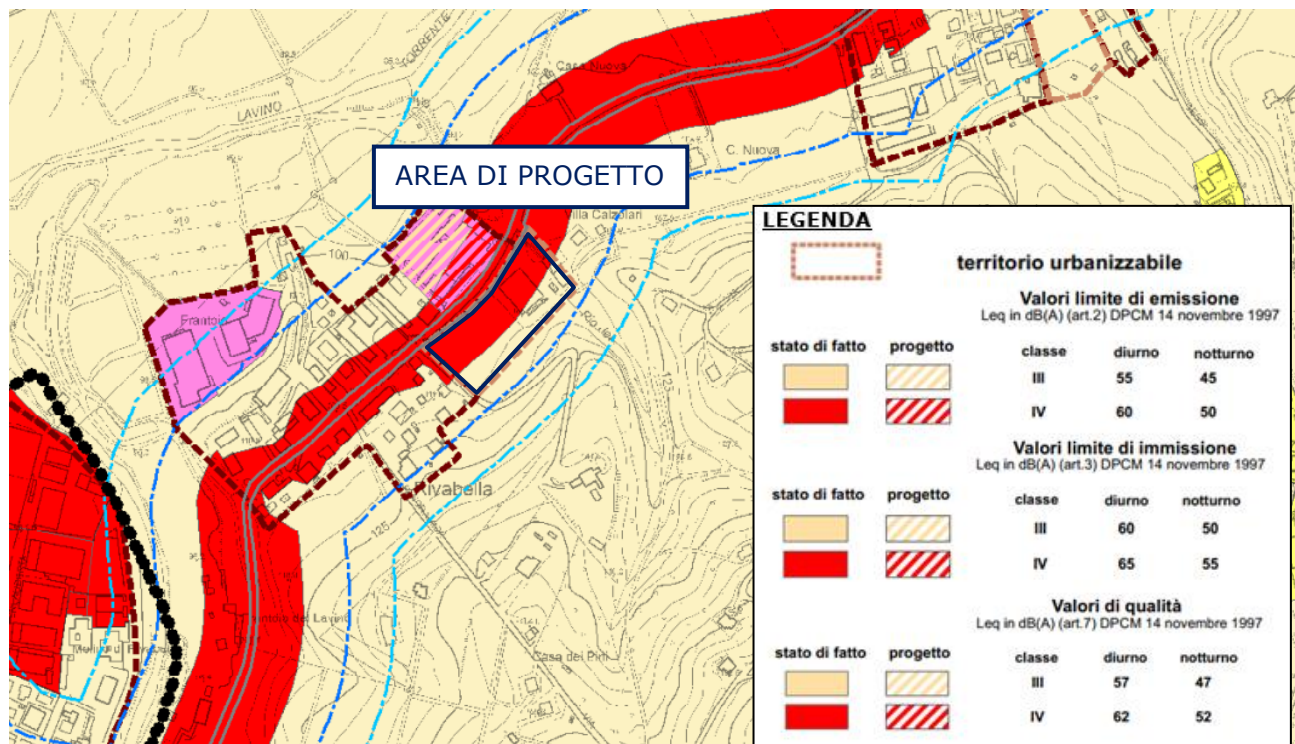 CORRENTE
LAVINO
Casa Nuova
C. Nuova
AREA DI PROGETTO
Villa Calzolari
100
100
Frantoio
Rivabella
125
125
Casa dei Pini
LEGENDA
territorio urbanizzabile
Valori limite di emissione
Leq in dB(A) (art.2) DPCM 14 novembre 1997
stato di fatto progetto classe diurno notturno
III 55 45
IV 60 50
Valori limite di immissione
Leq in dB(A) (art.3) DPCM 14 novembre 1997
stato di fatto progetto classe diurno notturno
III 60 50
IV 65 55
Valori di qualità
Leq in dB(A) (art.7) DPCM 14 novembre 1997
stato di fatto progetto classe diurno notturno
III 57 47
IV 62 52